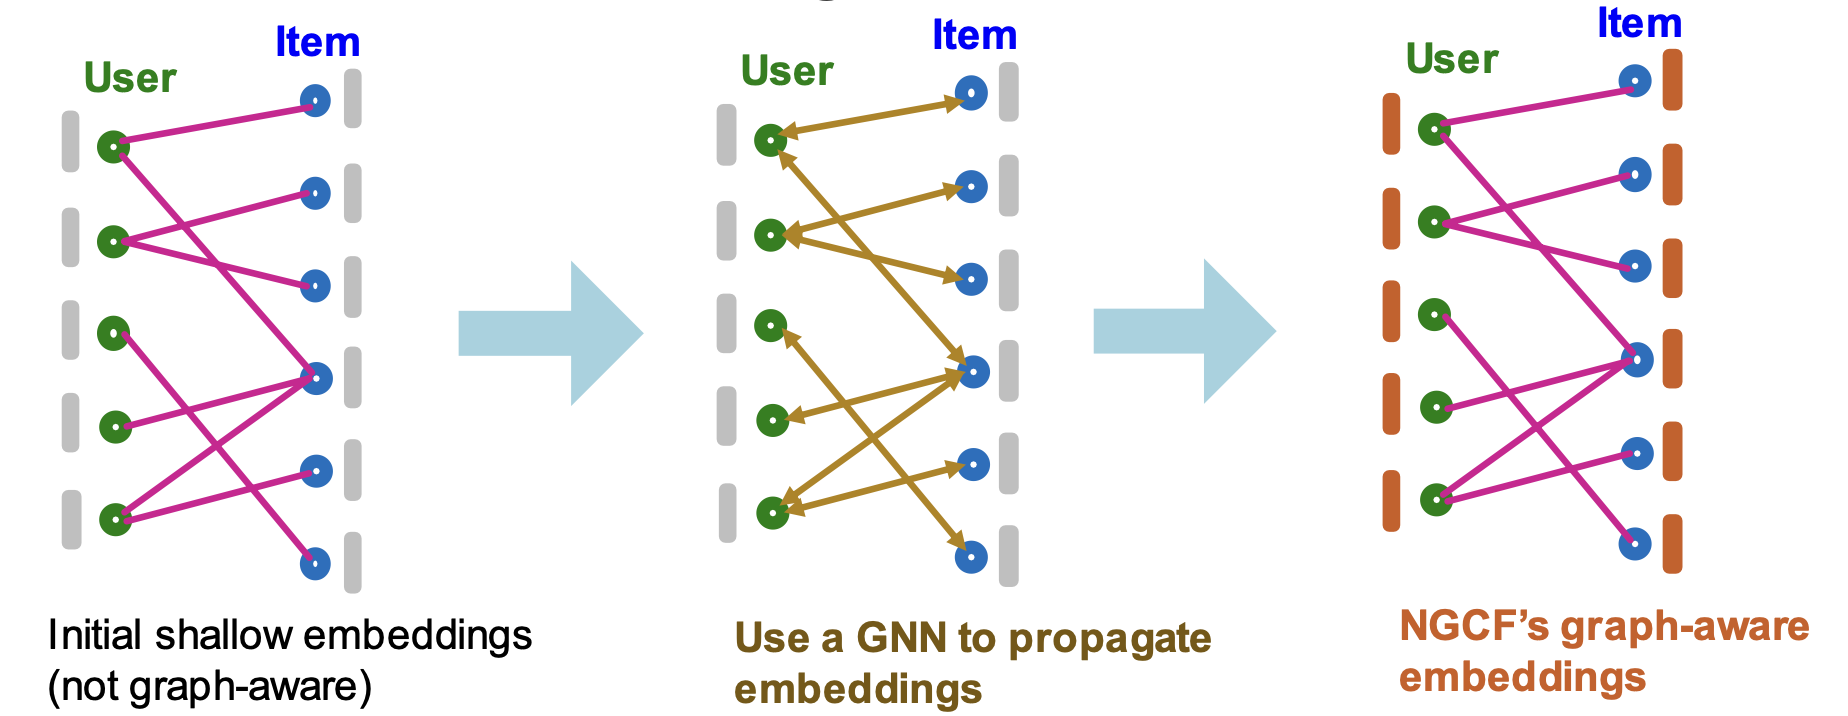 User
Item
Initial shallow embeddings
(not graph-aware)
User
Item
Use a GNN to propagate
embeddings
User
Item
NGCF’s graph-aware
embeddings